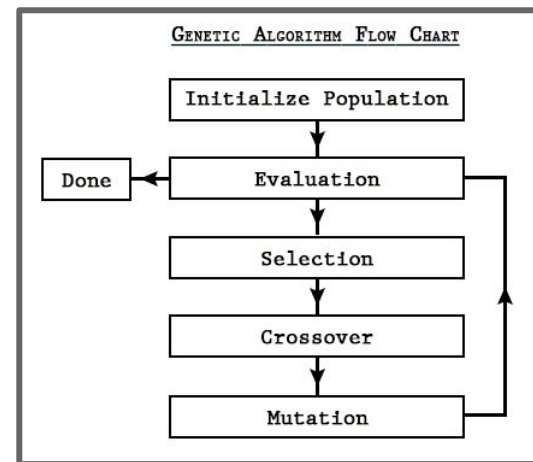 GENETIC ALGORITHM FLOW CHART
Initialize Population
Done
Evaluation
Selection
Crossover
Mutation